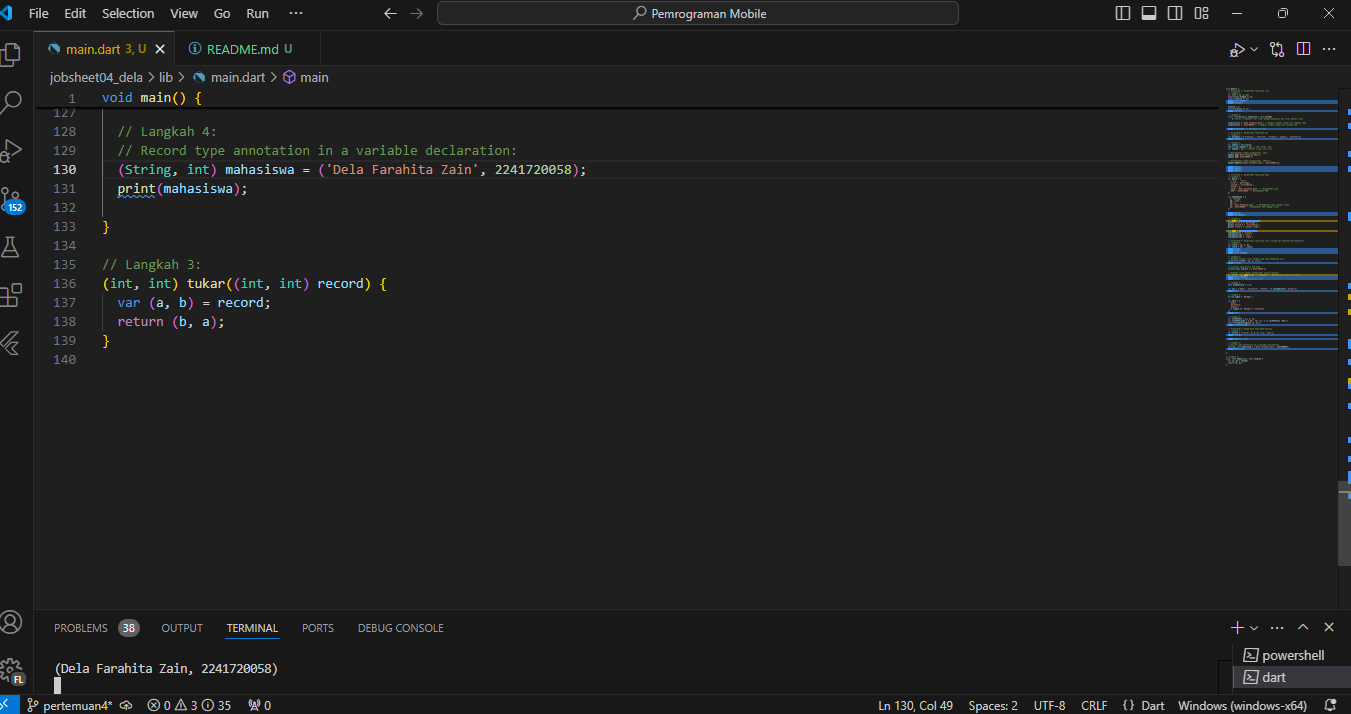 File Edit Selection View Go Run ··· Pemrograman Mobile
main.dart 3, U README.md U
jobsheet04_dela > lib > main.dart > main
1 void main() {
127
128 // Langkah 4:
129 // Record type annotation in a variable declaration:
130 (String, int) mahasiswa = ('Dela Farahita Zain', 2241720058);
131 print(mahasiswa);
132
133 }
134
135 // Langkah 3:
136 (int, int) tukar((int, int) record) {
137 var (a, b) = record;
138 return (b, a);
139 }
140
152
PROBLEMS 38 OUTPUT TERMINAL PORTS DEBUG CONSOLE
(Dela Farahita Zain, 2241720058)
powershell
dart
FL
pertemuan4* 0 3 35 0 Ln 130, Col 49 Spaces: 2 UTF-8 CRLF {} Dart Windows (windows-x64)